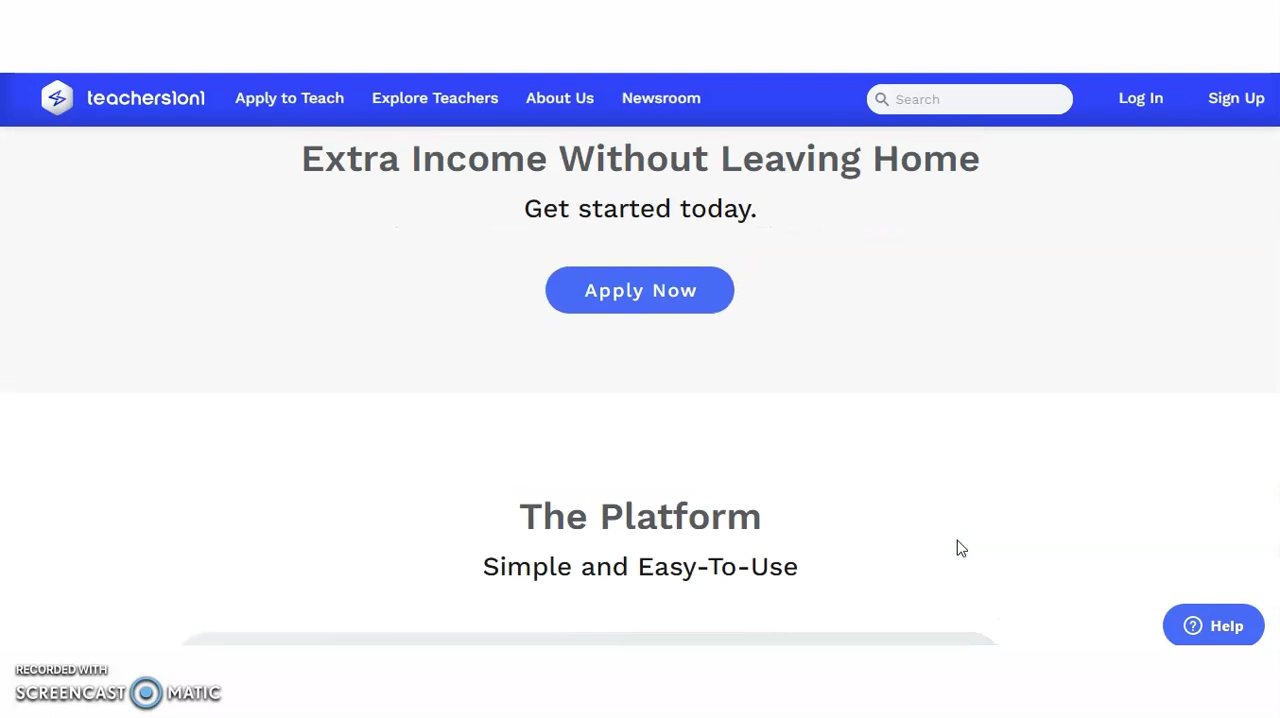 teacherslon1
Apply to Teach
Explore Teachers
About Us
Newsroom
Search
Log In
Sign Up
Extra Income Without Leaving Home
Get started today.
Apply Now
The Platform
Simple and Easy-To-Use
Help
RECORDED WITH
SCREENCAST MATIC